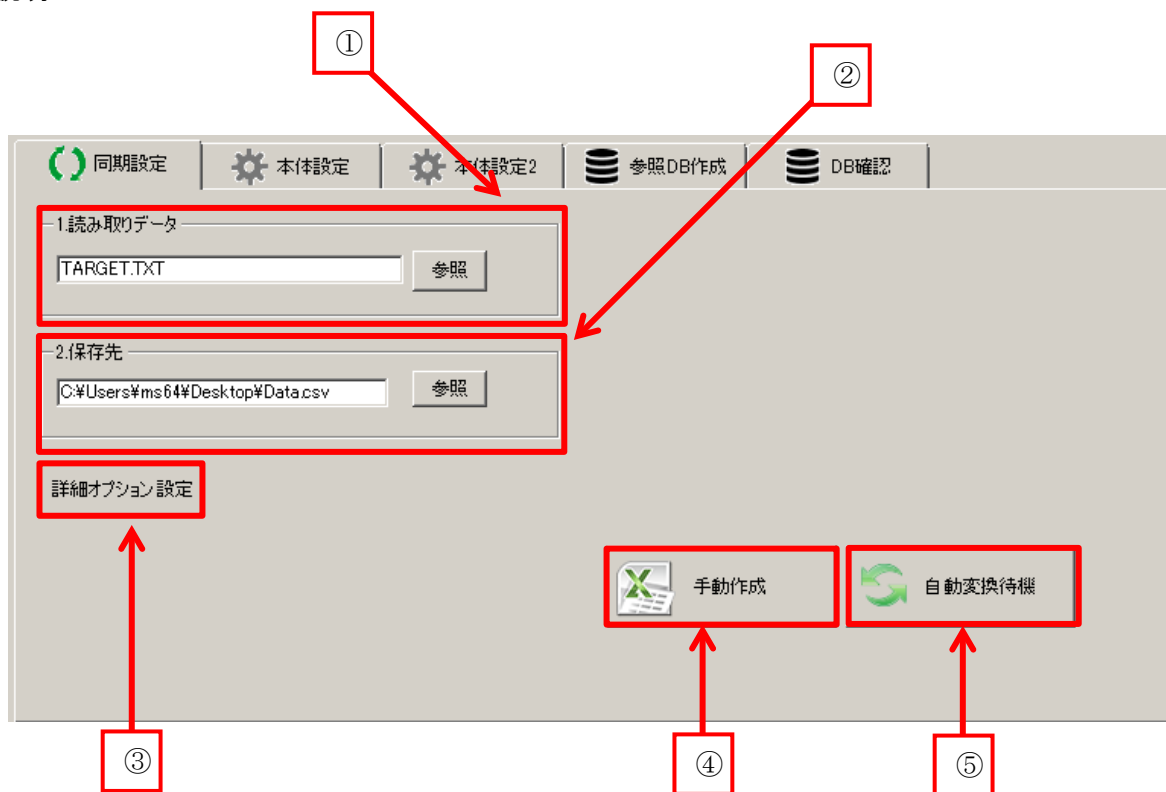 ①
②
同期設定 本体設定 本体設定2 参照DB作成 DB確認
1.読み取りデータ
TARGET.TXT 参照
2.保存先
C:¥Users¥ms64¥Desktop¥Data.csv 参照
詳細オプション設定
手動作成 自動変換待機
③ ④ ⑤